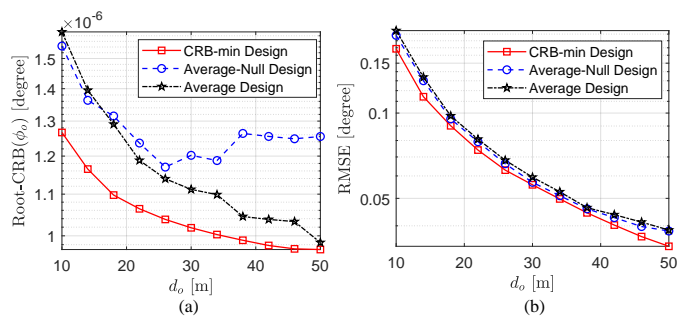 ×10⁻⁶
CRB-min Design
Average-Null Design
Average Design
Root-CRB(ϕₒ) [degree]
1.5
1.4
1.3
1.2
1.1
1
10 20 30 40 50
dₒ [m]
(a)
CRB-min Design
Average-Null Design
Average Design
RMSE [degree]
0.15
0.1
0.05
10 20 30 40 50
dₒ [m]
(b)